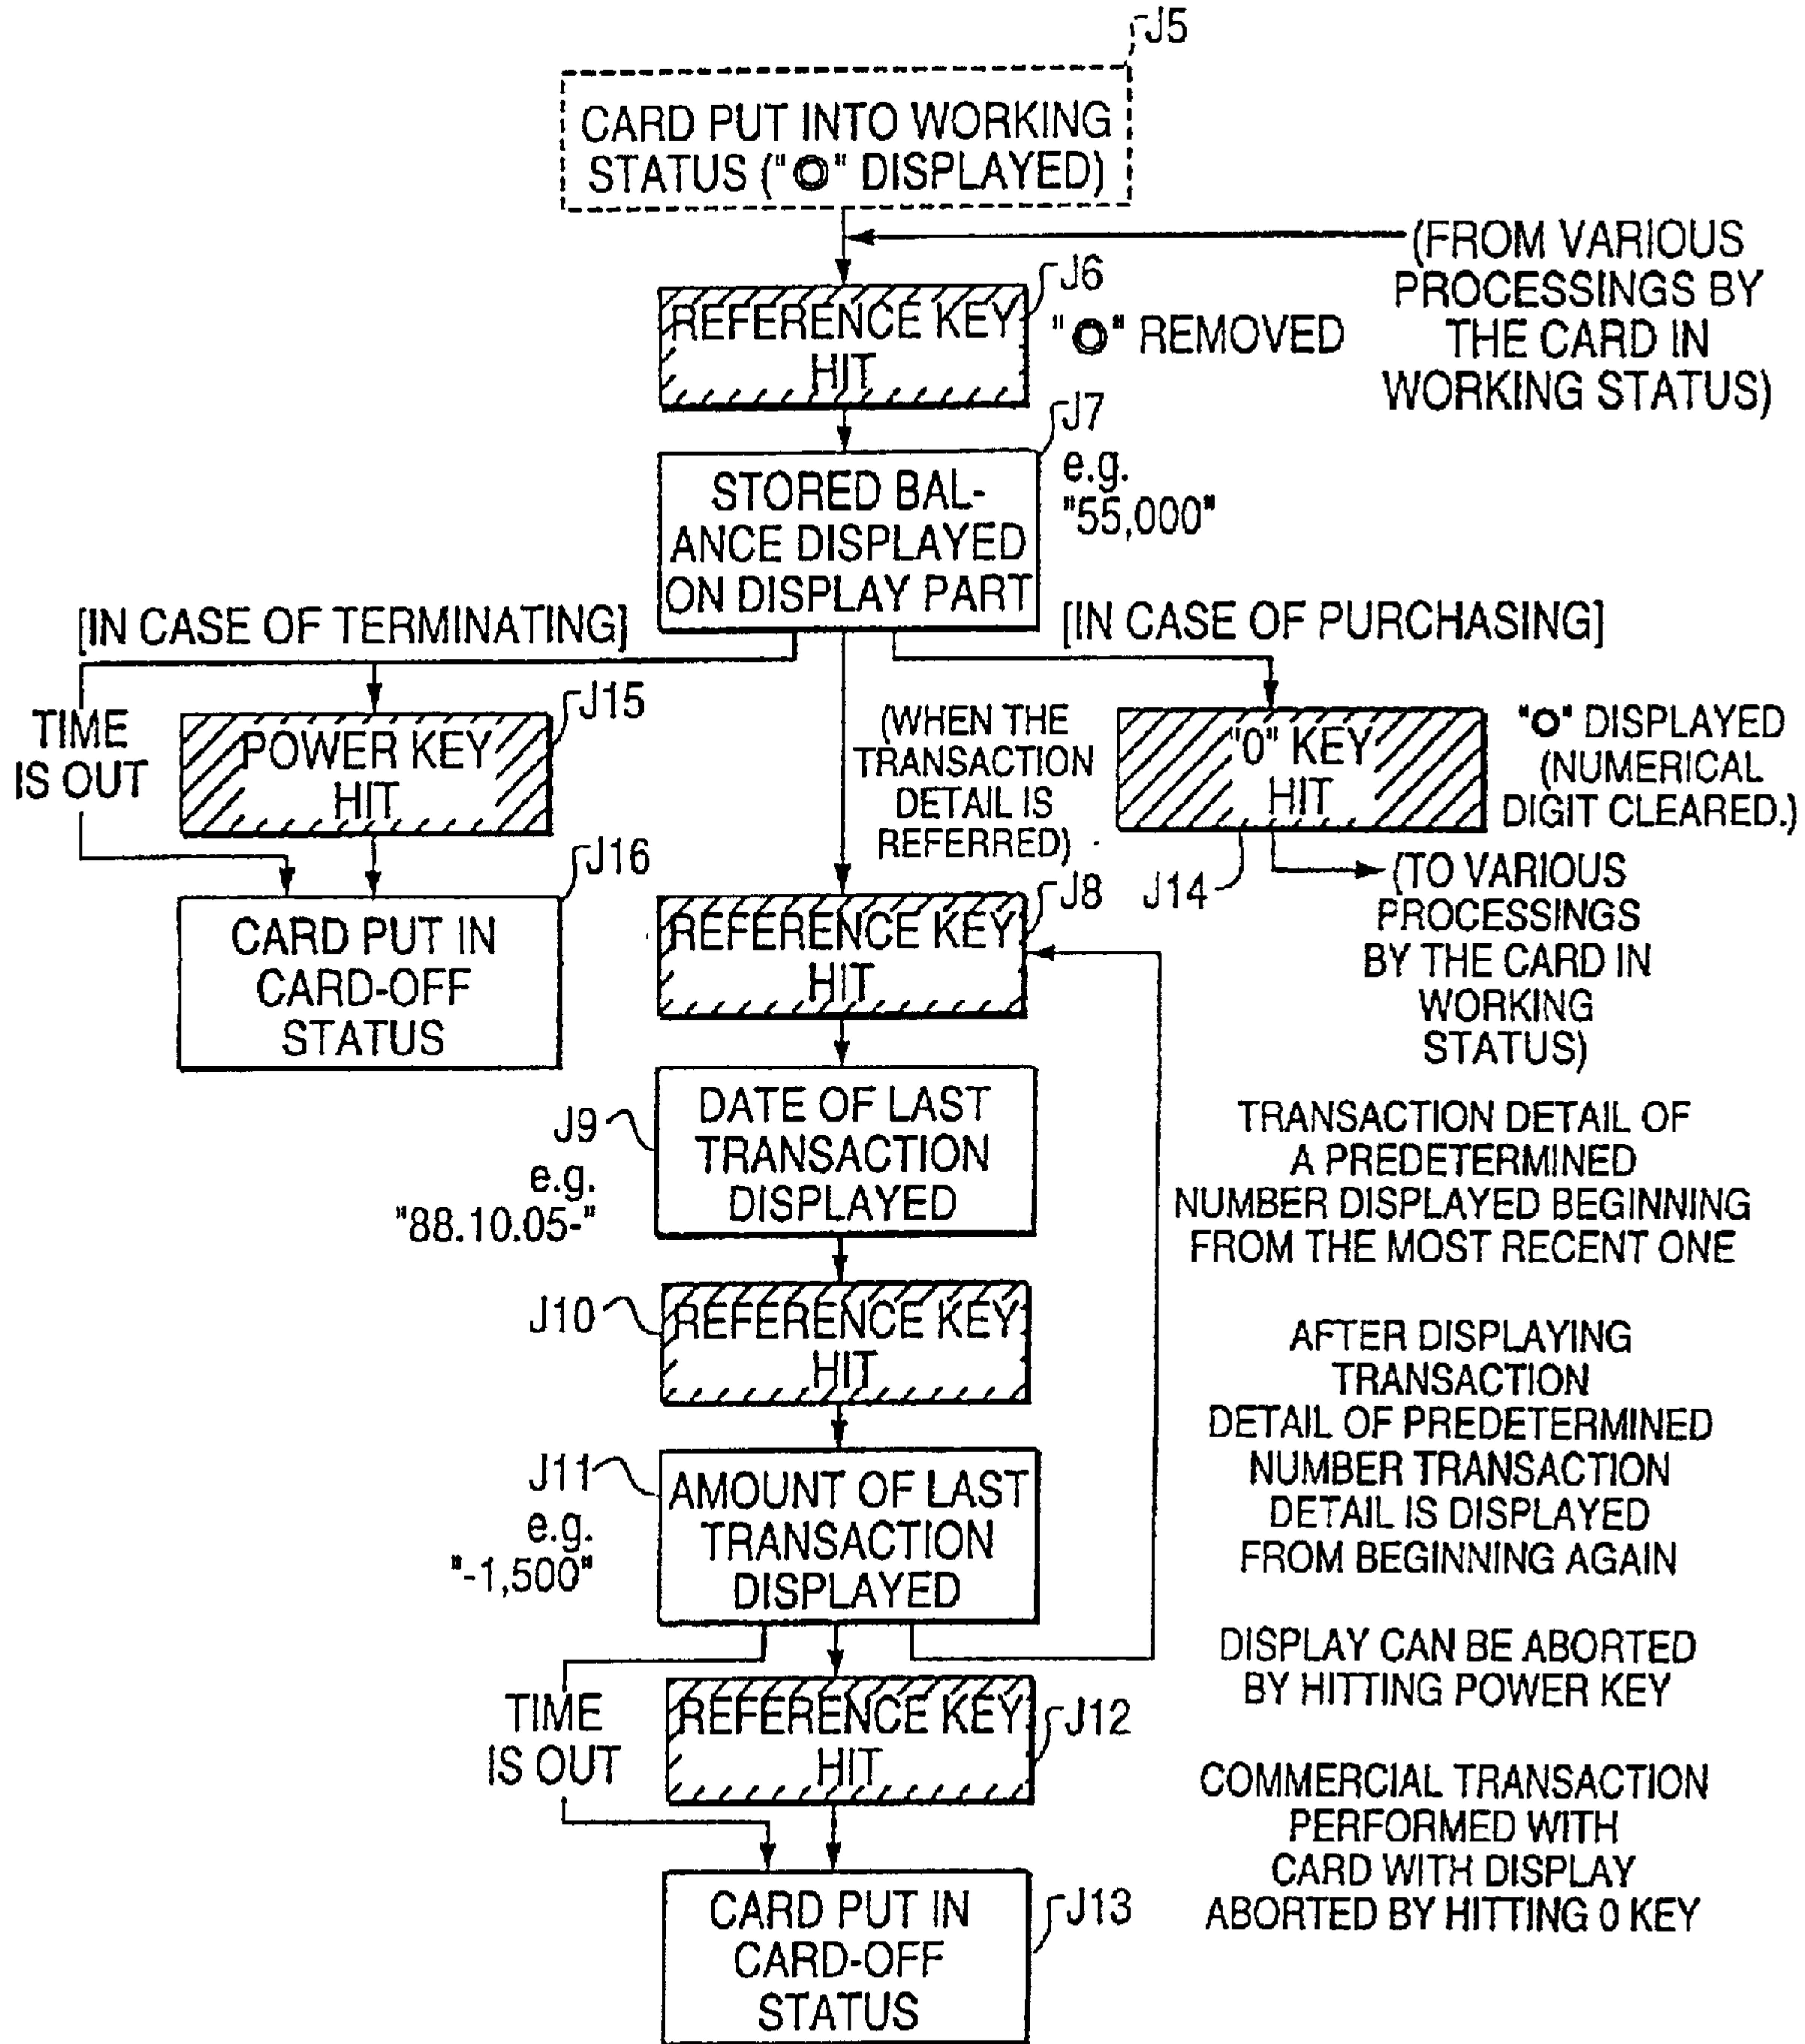 J5
CARD PUT INTO WORKING
STATUS ("◎" DISPLAYED)
(FROM VARIOUS
PROCESSINGS BY
THE CARD IN
WORKING STATUS)
J6
REFERENCE KEY
HIT
"◎" REMOVED
J7
STORED BAL-
ANCE DISPLAYED
ON DISPLAY PART
e.g.
"55,000"
[IN CASE OF TERMINATING]
[IN CASE OF PURCHASING]
TIME
IS OUT
J15
POWER KEY
HIT
(WHEN THE
TRANSACTION
DETAIL IS
REFERRED)
"0" KEY
HIT
"O" DISPLAYED
(NUMERICAL
DIGIT CLEARED.)
J16
CARD PUT IN
CARD-OFF
STATUS
J8
REFERENCE KEY
HIT
J14
(TO VARIOUS
PROCESSINGS
BY THE CARD IN
WORKING
STATUS)
J9
e.g.
"88.10.05-"
DATE OF LAST
TRANSACTION
DISPLAYED
TRANSACTION DETAIL OF
A PREDETERMINED
NUMBER DISPLAYED BEGINNING
FROM THE MOST RECENT ONE
J10
REFERENCE KEY
HIT
AFTER DISPLAYING
TRANSACTION
DETAIL OF PREDETERMINED
NUMBER TRANSACTION
DETAIL IS DISPLAYED
FROM BEGINNING AGAIN
J11
e.g.
"-1,500"
AMOUNT OF LAST
TRANSACTION
DISPLAYED
DISPLAY CAN BE ABORTED
BY HITTING POWER KEY
TIME
IS OUT
REFERENCE KEY
HIT
J12
COMMERCIAL TRANSACTION
PERFORMED WITH
CARD WITH DISPLAY
ABORTED BY HITTING 0 KEY
CARD PUT IN
CARD-OFF
STATUS
J13